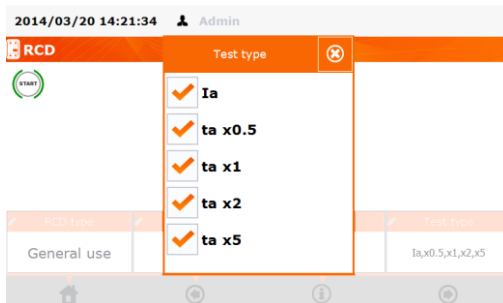 2014/03/20 14:21:34 Admin
RCD Test type
START
Ia
ta x0.5
ta x1
ta x2
ta x5
RCD type Test type
General use Ia,x0.5,x1,x2,x5